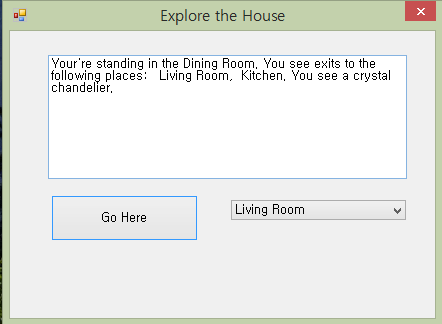 Explore the House
Your're standing in the Dining Room. You see exits to the
following places:  Living Room,  Kitchen. You see a crystal
chandelier.
Go Here
Living Room